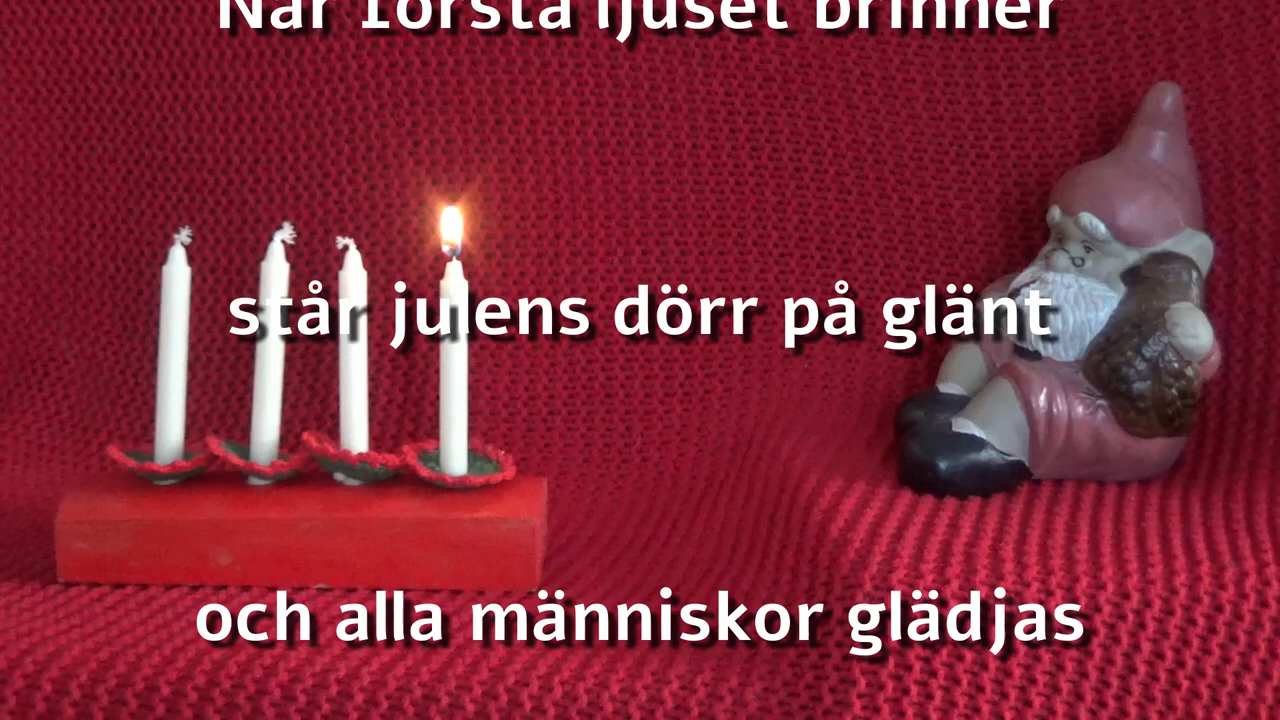 När första ljuset brinner
står julens dörr på glänt
och alla människor glädjas